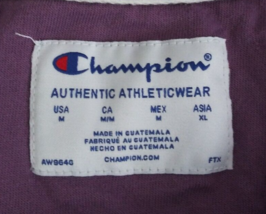 Champion
AUTHENTIC ATHLETICWEAR
USA CA MEX ASIA
M M/M M XL
MADE IN GUATEMALA
FABRIQUÉ AU GUATEMALA
HECHO EN GUATEMALA
AW964G CHAMPION.COM FTX